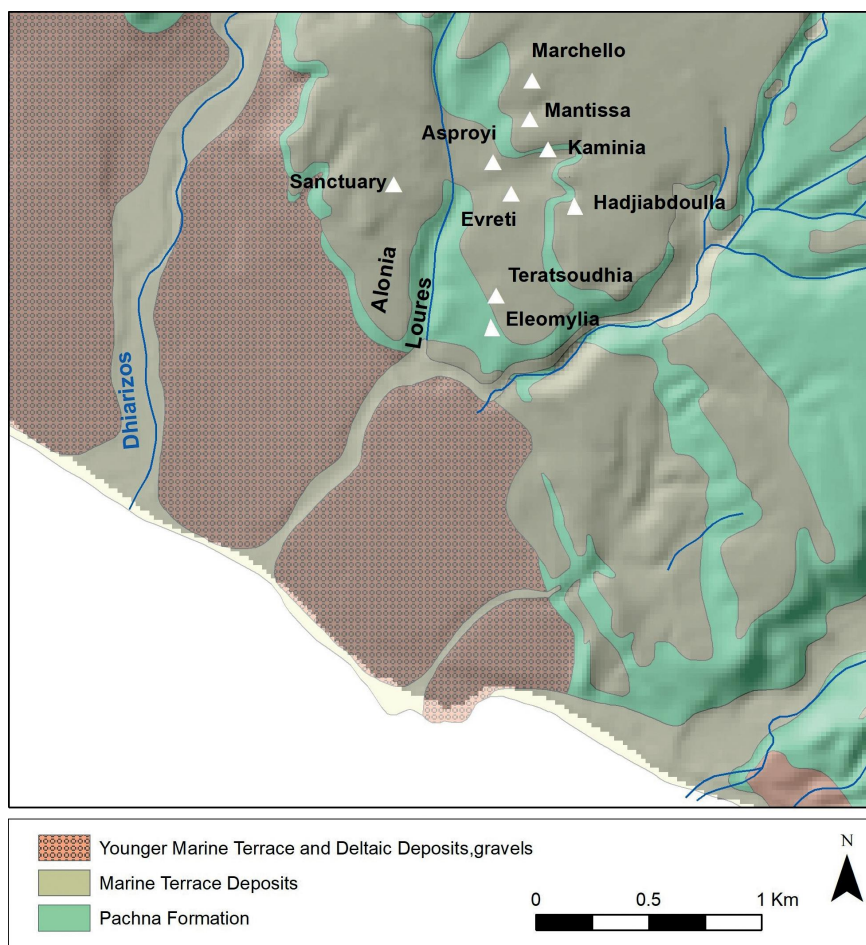 Marchello
Mantissa
Asproyi
Kaminia
Sanctuary
Hadjiabdoulla
Evreti
Alonia
Teratsoudhia
Loures
Eleomylia
Dhiarizos
Younger Marine Terrace and Deltaic Deposits,gravels
Marine Terrace Deposits
Pachna Formation
N
0 0.5 1 Km